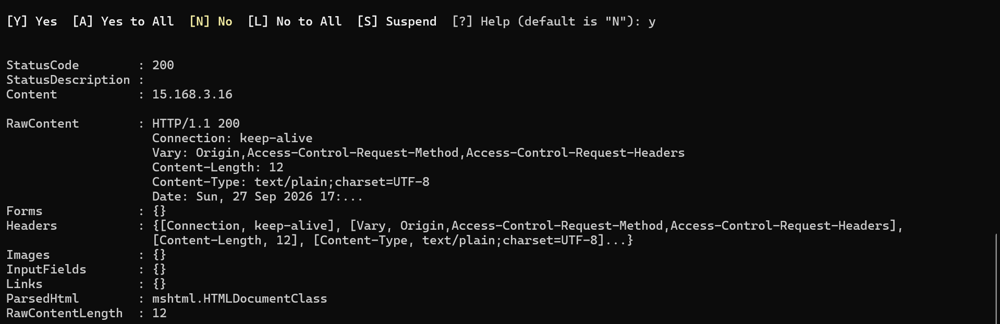 [Y] Yes  [A] Yes to All  [N] No  [L] No to All  [S] Suspend  [?] Help (default is "N"): y
StatusCode        : 200
StatusDescription :
Content           : 15.168.3.16
RawContent        : HTTP/1.1 200
                    Connection: keep-alive
                    Vary: Origin,Access-Control-Request-Method,Access-Control-Request-Headers
                    Content-Length: 12
                    Content-Type: text/plain;charset=UTF-8
                    Date: Sun, 27 Sep 2026 17:...
Forms             : {}
Headers           : {[Connection, keep-alive], [Vary, Origin,Access-Control-Request-Method,Access-Control-Request-Headers],
                    [Content-Length, 12], [Content-Type, text/plain;charset=UTF-8]...}
Images            : {}
InputFields       : {}
Links             : {}
ParsedHtml        : mshtml.HTMLDocumentClass
RawContentLength  : 12